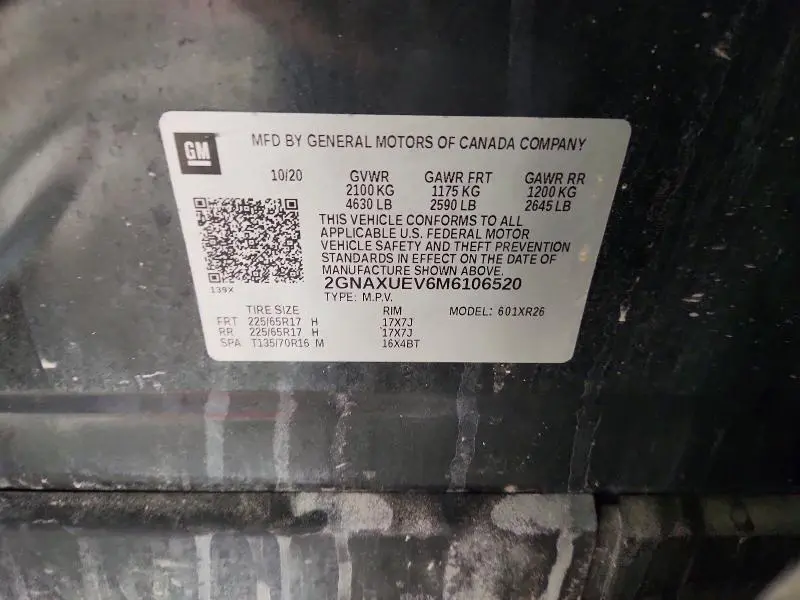 GM
MFD BY GENERAL MOTORS OF CANADA COMPANY
10/20 GVWR GAWR FRT GAWR RR
2100 KG 1175 KG 1200 KG
4630 LB 2590 LB 2645 LB
THIS VEHICLE CONFORMS TO ALL
APPLICABLE U.S. FEDERAL MOTOR
VEHICLE SAFETY AND THEFT PREVENTION
STANDARDS IN EFFECT ON THE DATE OF
MANUFACTURE SHOWN ABOVE.
139X 2GNAXUEV6M6106520
TYPE: M.P.V.
TIRE SIZE RIM MODEL: 601XR26
FRT 225/65R17 H 17X7J
RR 225/65R17 H 17X7J
SPA T135/70R16 M 16X4BT